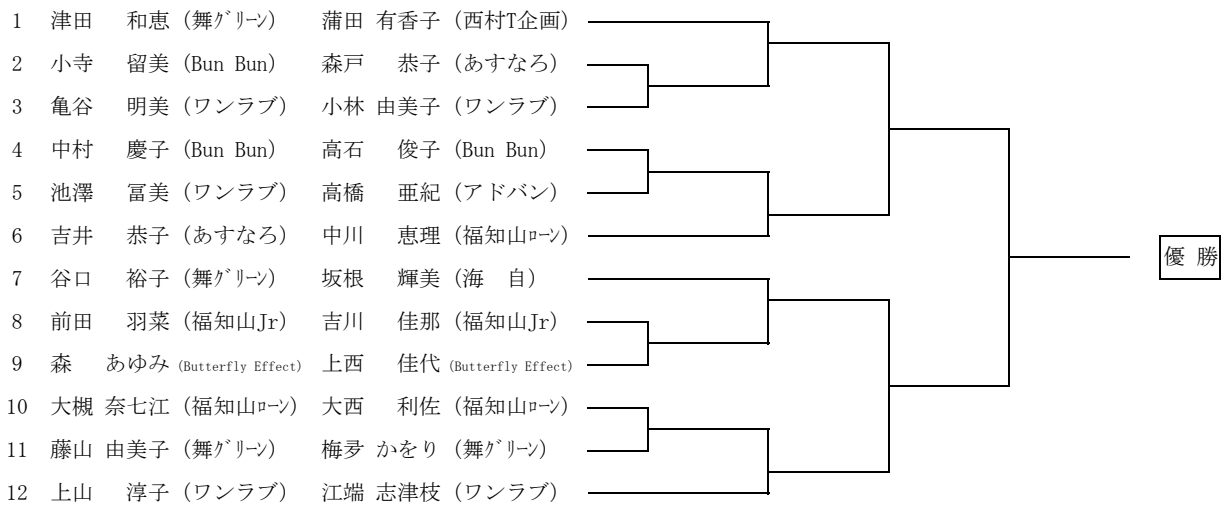 1 津田 和恵 (舞ｸﾞﾘｰﾝ) 蒲田 有香子 (西村T企画)
2 小寺 留美 (Bun Bun) 森戸 恭子 (あすなろ)
3 亀谷 明美 (ワンラブ) 小林 由美子 (ワンラブ)
4 中村 慶子 (Bun Bun) 高石 俊子 (Bun Bun)
5 池澤 冨美 (ワンラブ) 高橋 亜紀 (アドバン)
6 吉井 恭子 (あすなろ) 中川 恵理 (福知山ﾛｰﾝ)
優 勝
7 谷口 裕子 (舞ｸﾞﾘｰﾝ) 坂根 輝美 (海 自)
8 前田 羽菜 (福知山Jr) 吉川 佳那 (福知山Jr)
9 森 あゆみ (Butterfly Effect) 上西 佳代 (Butterfly Effect)
10 大槻 奈七江 (福知山ﾛｰﾝ) 大西 利佐 (福知山ﾛｰﾝ)
11 藤山 由美子 (舞ｸﾞﾘｰﾝ) 梅夛 かをり (舞ｸﾞﾘｰﾝ)
12 上山 淳子 (ワンラブ) 江端 志津枝 (ワンラブ)